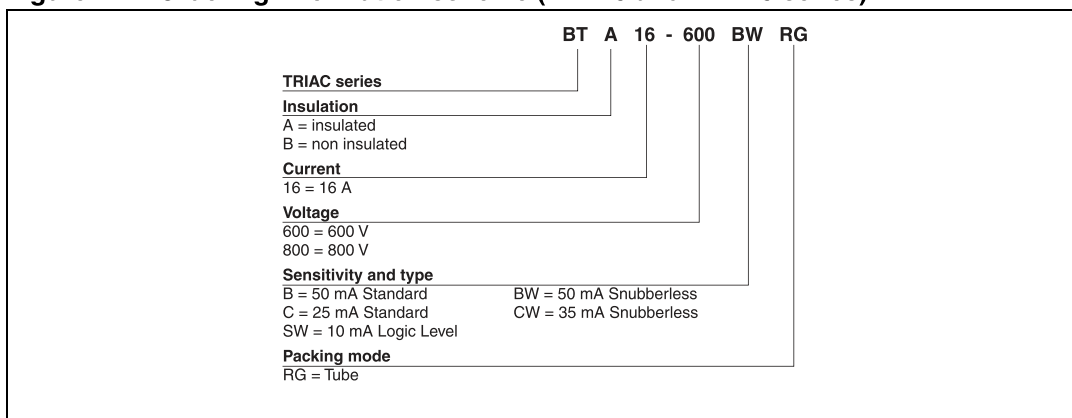 BT A 16 - 600 BW RG
TRIAC series
Insulation
A = insulated
B = non insulated
Current
16 = 16 A
Voltage
600 = 600 V
800 = 800 V
Sensitivity and type
B = 50 mA Standard BW = 50 mA Snubberless
C = 25 mA Standard CW = 35 mA Snubberless
SW = 10 mA Logic Level
Packing mode
RG = Tube